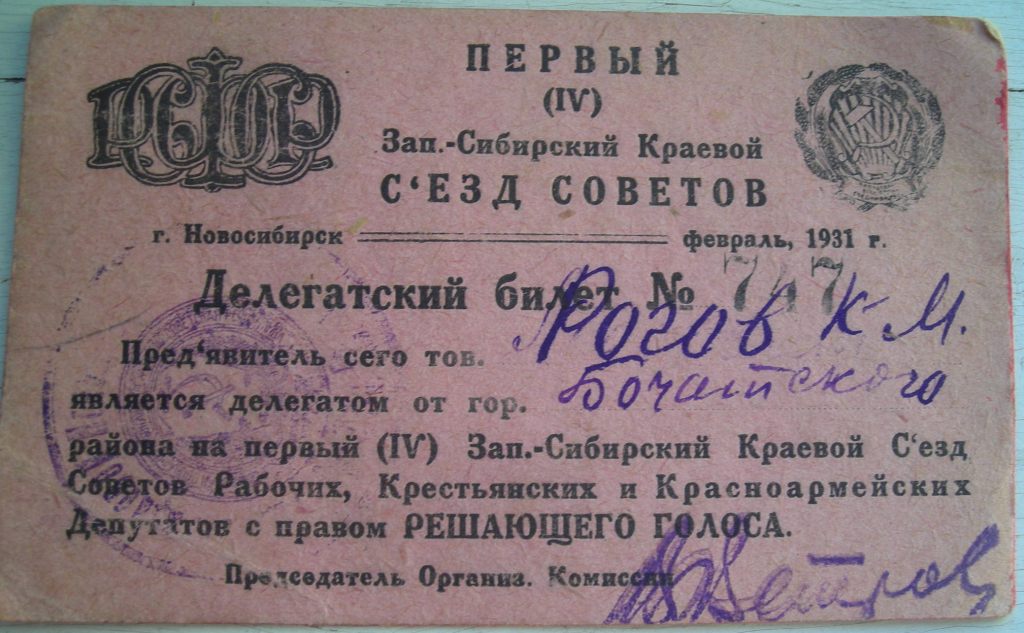 РСФСР
ПЕРВЫЙ
(IV)
Зап.-Сибирский Краевой
С‘ЕЗД СОВЕТОВ
г. Новосибирск февраль, 1931 г.
Делегатский билет № 747
Пред‘явитель сего тов. Рогов К. М.
является делегатом от гор. Бочатского
района на первый (IV) Зап.-Сибирский Краевой С‘езд
Советов Рабочих, Крестьянских и Красноармейских
Депутатов с правом РЕШАЮЩЕГО ГОЛОСА.
Председатель Организ. Комиссии